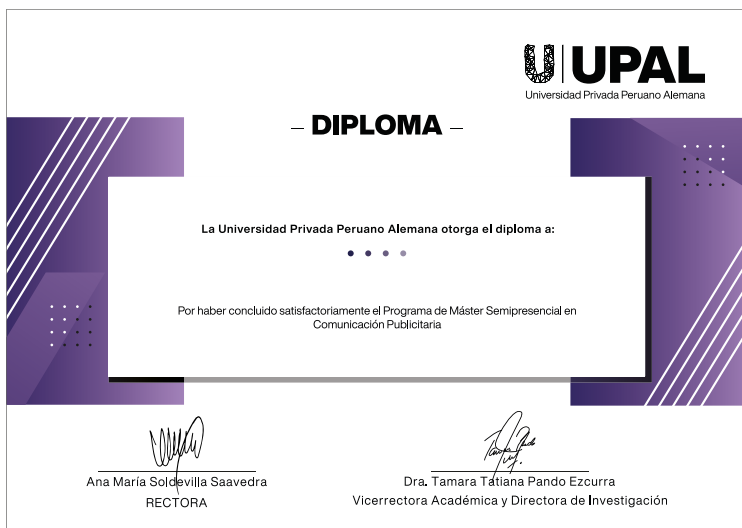 UPAL
Universidad Privada Peruano Alemana
– DIPLOMA –
La Universidad Privada Peruano Alemana otorga el diploma a:
Por haber concluido satisfactoriamente el Programa de Máster Semipresencial en
Comunicación Publicitaria
Ana María Soldevilla Saavedra
RECTORA
Dra. Tamara Tatiana Pando Ezcurra
Vicerrectora Académica y Directora de Investigación